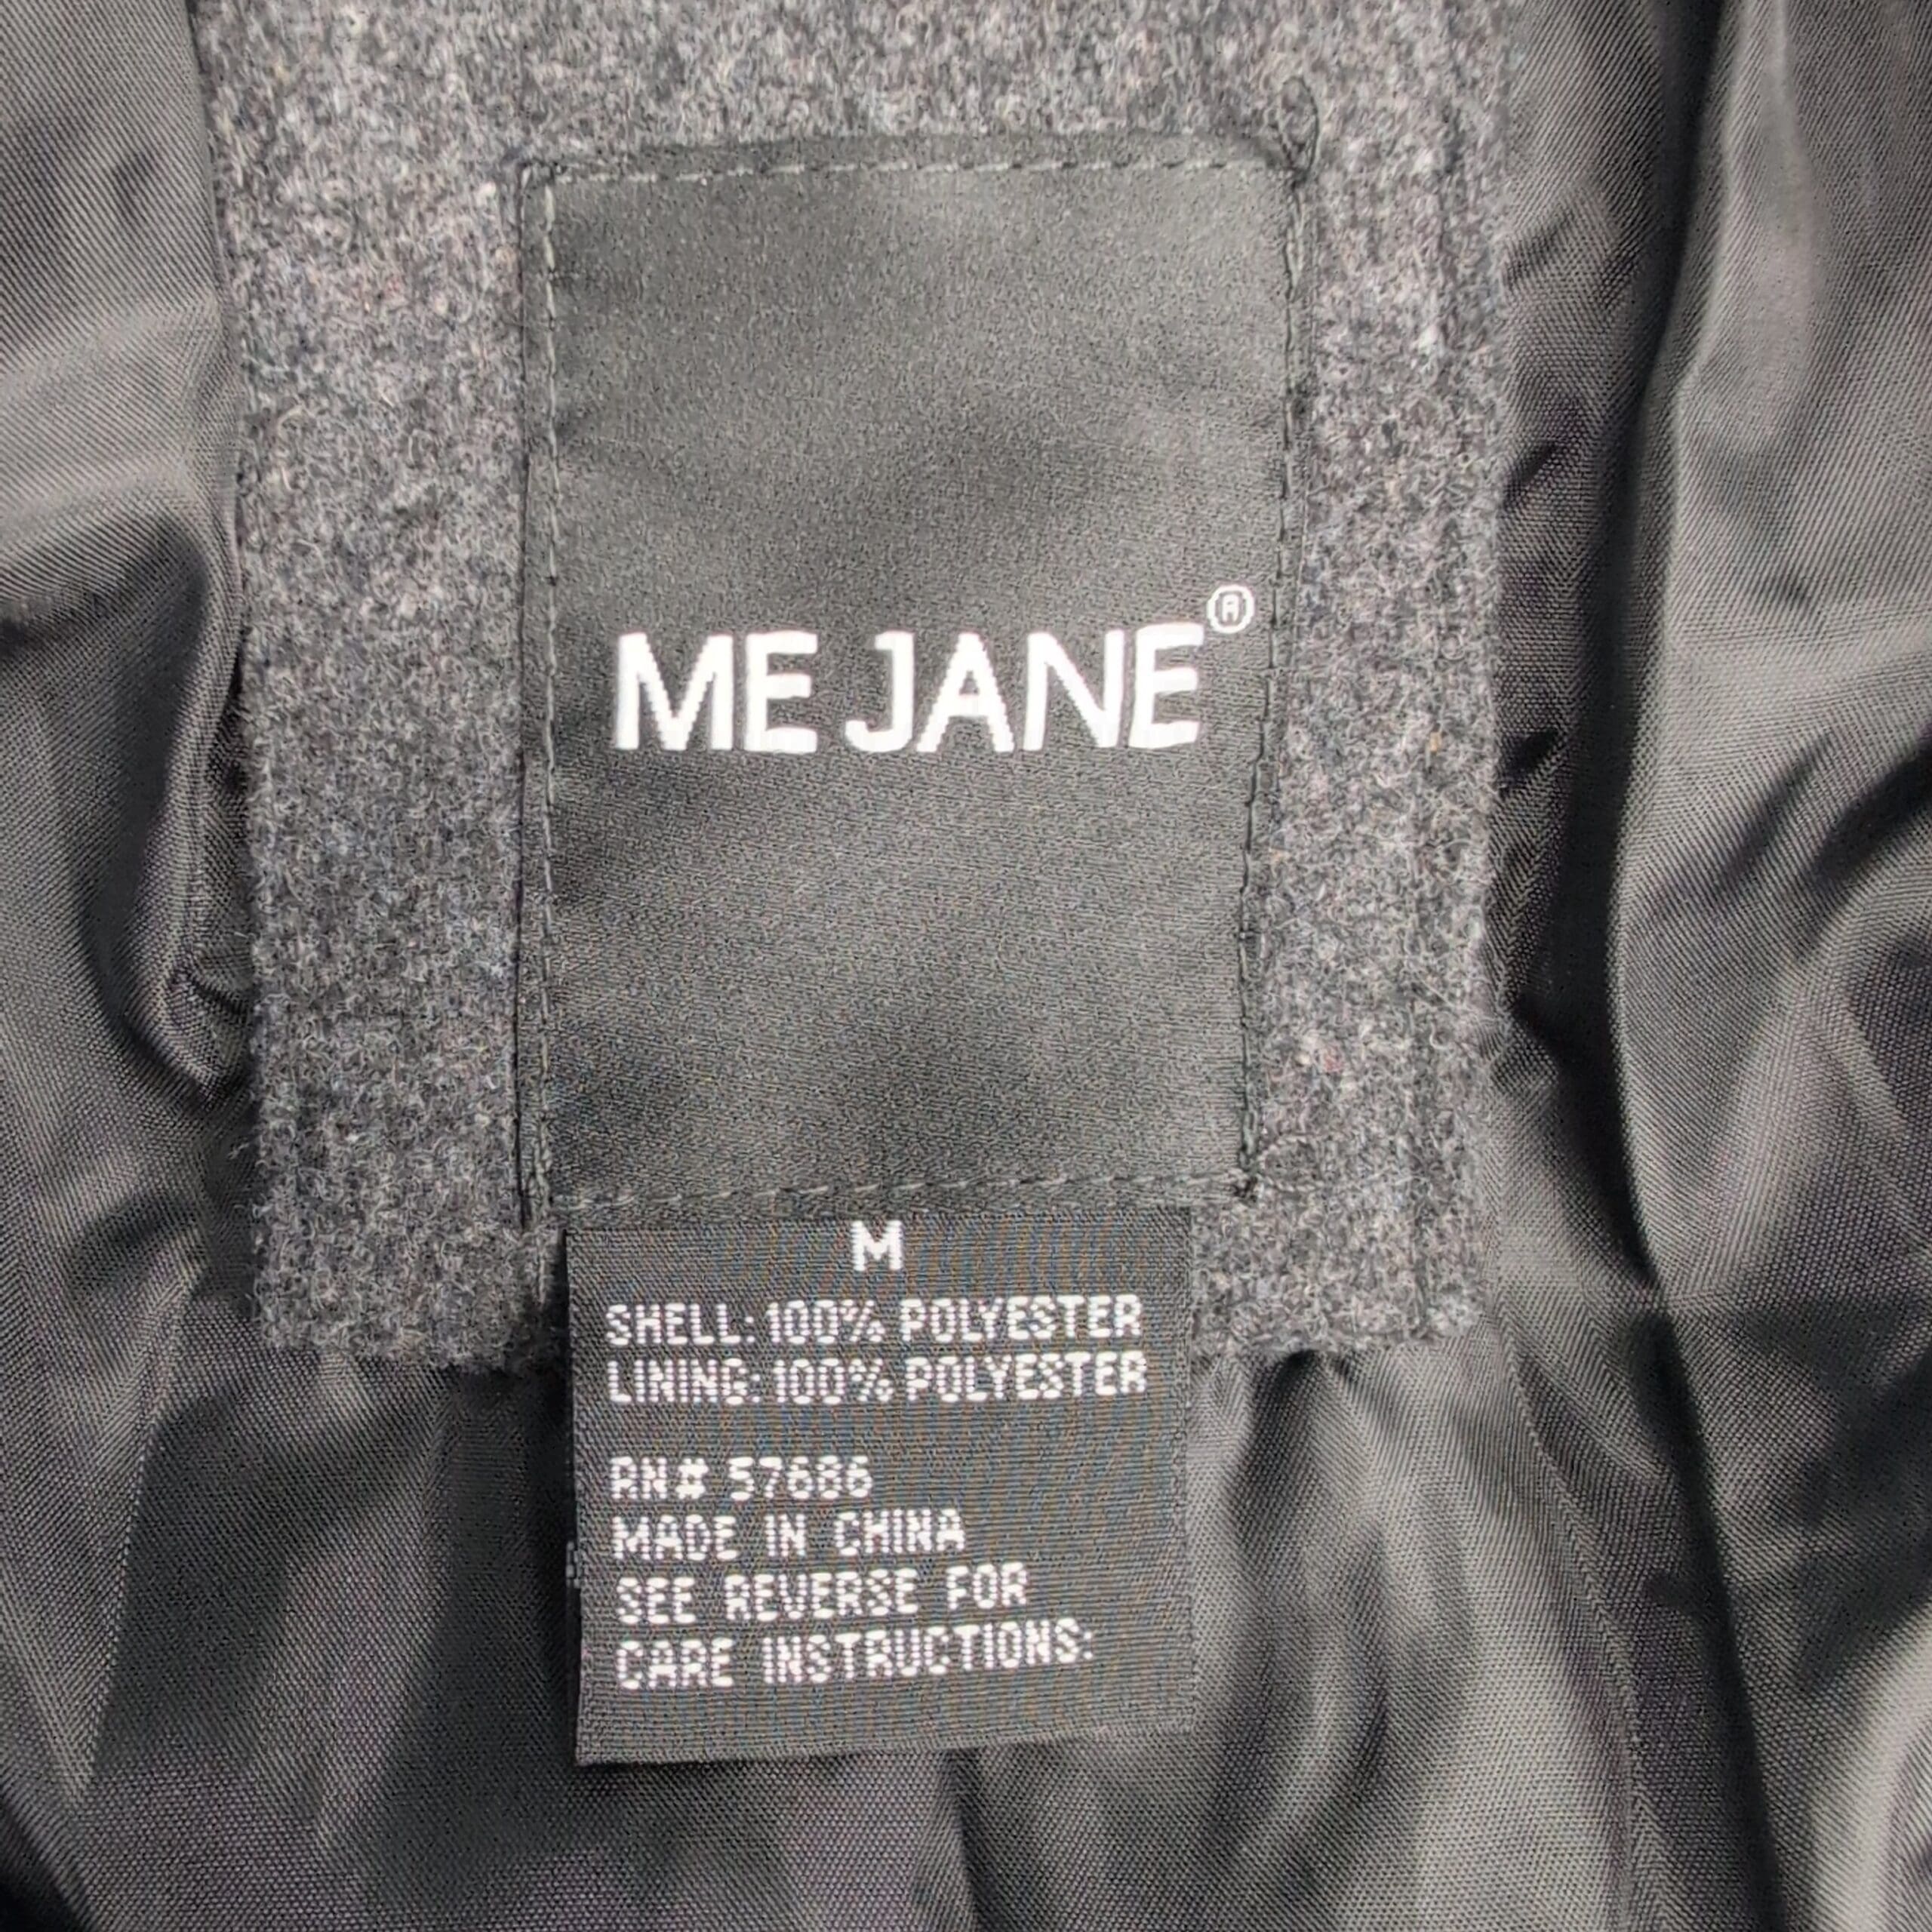 ME JANE®
M
SHELL: 100% POLYESTER
LINING: 100% POLYESTER
RN# 57686
MADE IN CHINA
SEE REVERSE FOR
CARE INSTRUCTIONS: